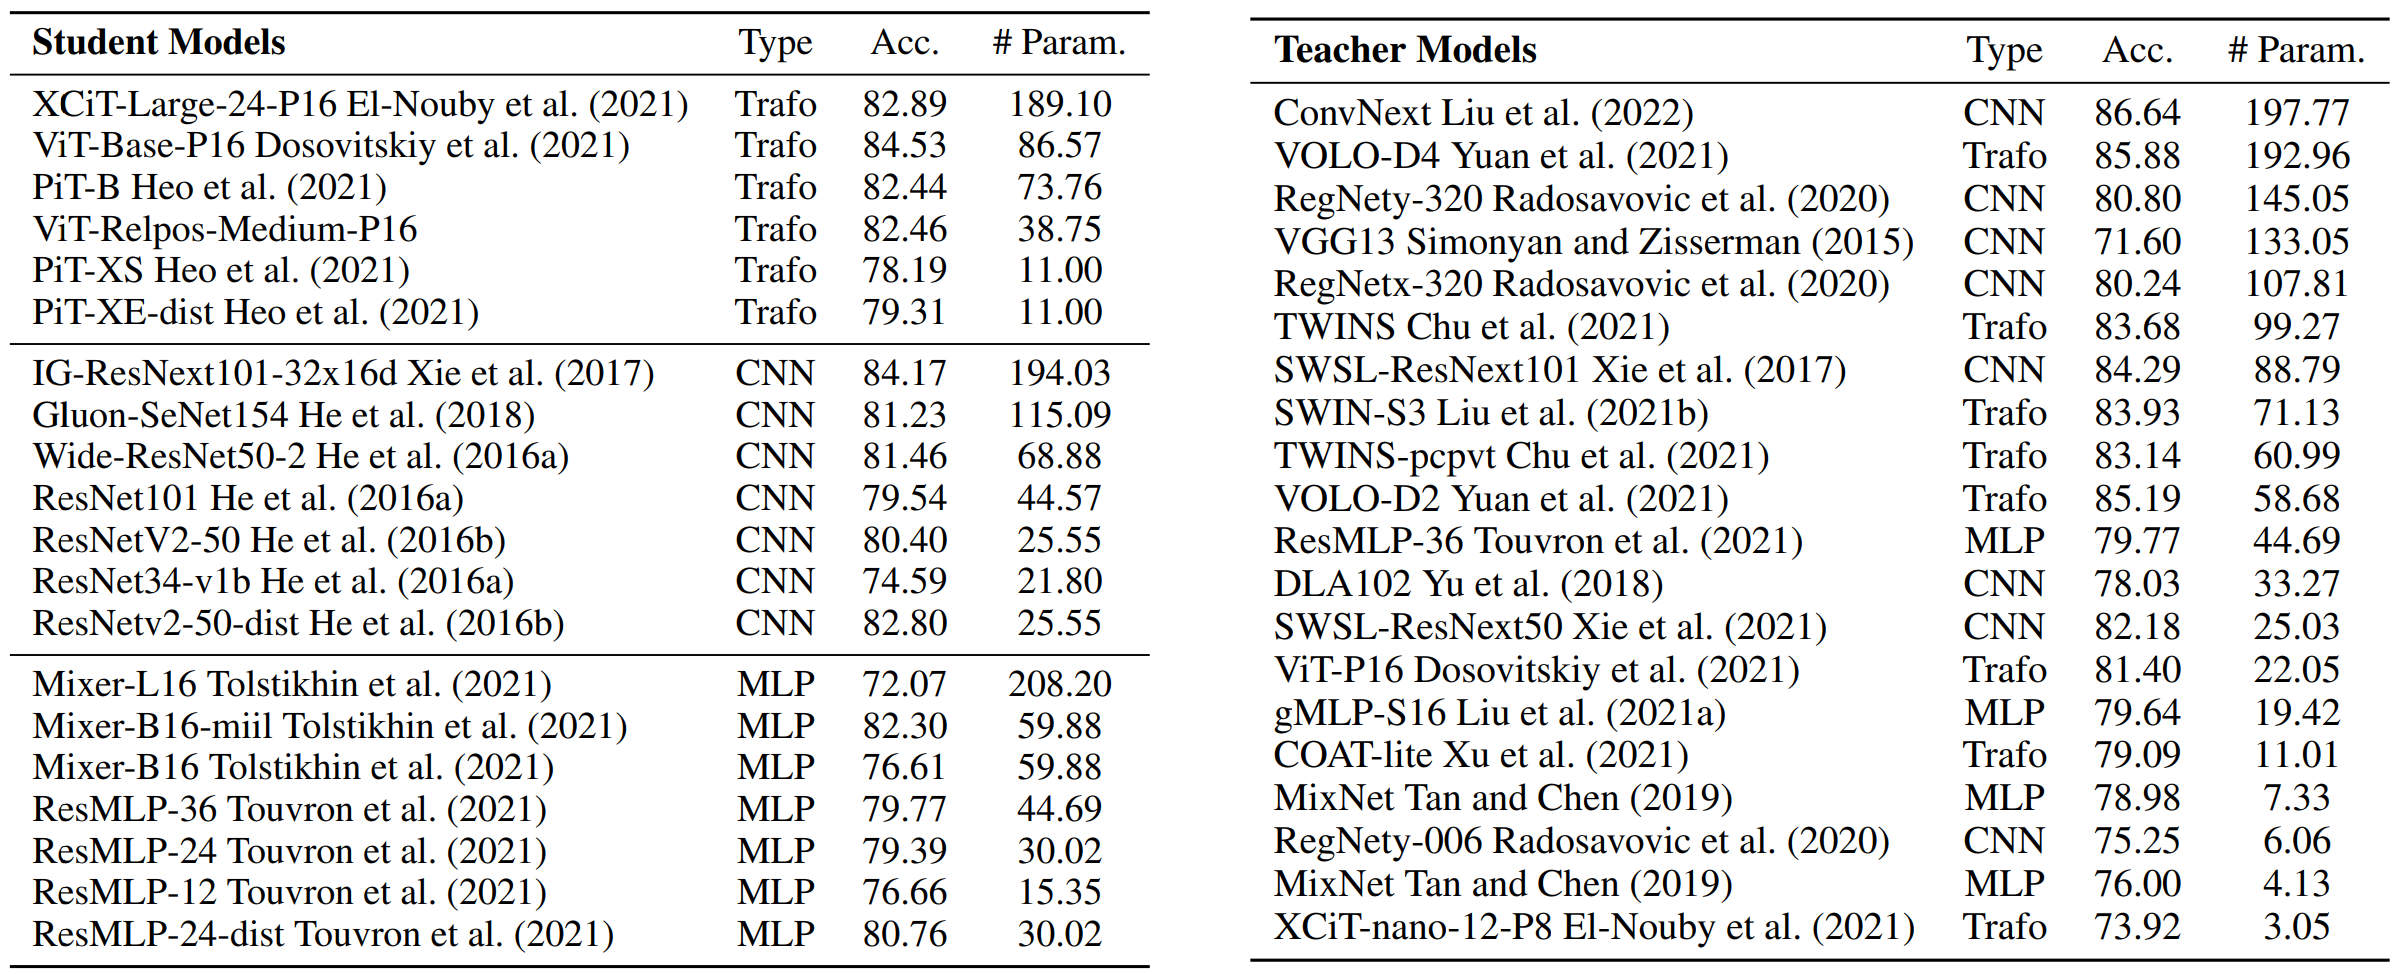 Student Models Type Acc. # Param.
XCiT-Large-24-P16 El-Nouby et al. (2021) Trafo 82.89 189.10
ViT-Base-P16 Dosovitskiy et al. (2021) Trafo 84.53 86.57
PiT-B Heo et al. (2021) Trafo 82.44 73.76
ViT-Relpos-Medium-P16 Trafo 82.46 38.75
PiT-XS Heo et al. (2021) Trafo 78.19 11.00
PiT-XE-dist Heo et al. (2021) Trafo 79.31 11.00
IG-ResNext101-32x16d Xie et al. (2017) CNN 84.17 194.03
Gluon-SeNet154 He et al. (2018) CNN 81.23 115.09
Wide-ResNet50-2 He et al. (2016a) CNN 81.46 68.88
ResNet101 He et al. (2016a) CNN 79.54 44.57
ResNetV2-50 He et al. (2016b) CNN 80.40 25.55
ResNet34-v1b He et al. (2016a) CNN 74.59 21.80
ResNetv2-50-dist He et al. (2016b) CNN 82.80 25.55
Mixer-L16 Tolstikhin et al. (2021) MLP 72.07 208.20
Mixer-B16-miil Tolstikhin et al. (2021) MLP 82.30 59.88
Mixer-B16 Tolstikhin et al. (2021) MLP 76.61 59.88
ResMLP-36 Touvron et al. (2021) MLP 79.77 44.69
ResMLP-24 Touvron et al. (2021) MLP 79.39 30.02
ResMLP-12 Touvron et al. (2021) MLP 76.66 15.35
ResMLP-24-dist Touvron et al. (2021) MLP 80.76 30.02
Teacher Models Type Acc. # Param.
ConvNext Liu et al. (2022) CNN 86.64 197.77
VOLO-D4 Yuan et al. (2021) Trafo 85.88 192.96
RegNety-320 Radosavovic et al. (2020) CNN 80.80 145.05
VGG13 Simonyan and Zisserman (2015) CNN 71.60 133.05
RegNetx-320 Radosavovic et al. (2020) CNN 80.24 107.81
TWINS Chu et al. (2021) Trafo 83.68 99.27
SWSL-ResNext101 Xie et al. (2017) CNN 84.29 88.79
SWIN-S3 Liu et al. (2021b) Trafo 83.93 71.13
TWINS-pcpvt Chu et al. (2021) Trafo 83.14 60.99
VOLO-D2 Yuan et al. (2021) Trafo 85.19 58.68
ResMLP-36 Touvron et al. (2021) MLP 79.77 44.69
DLA102 Yu et al. (2018) CNN 78.03 33.27
SWSL-ResNext50 Xie et al. (2021) CNN 82.18 25.03
ViT-P16 Dosovitskiy et al. (2021) Trafo 81.40 22.05
gMLP-S16 Liu et al. (2021a) MLP 79.64 19.42
COAT-lite Xu et al. (2021) Trafo 79.09 11.01
MixNet Tan and Chen (2019) MLP 78.98 7.33
RegNety-006 Radosavovic et al. (2020) CNN 75.25 6.06
MixNet Tan and Chen (2019) MLP 76.00 4.13
XCiT-nano-12-P8 El-Nouby et al. (2021) Trafo 73.92 3.05